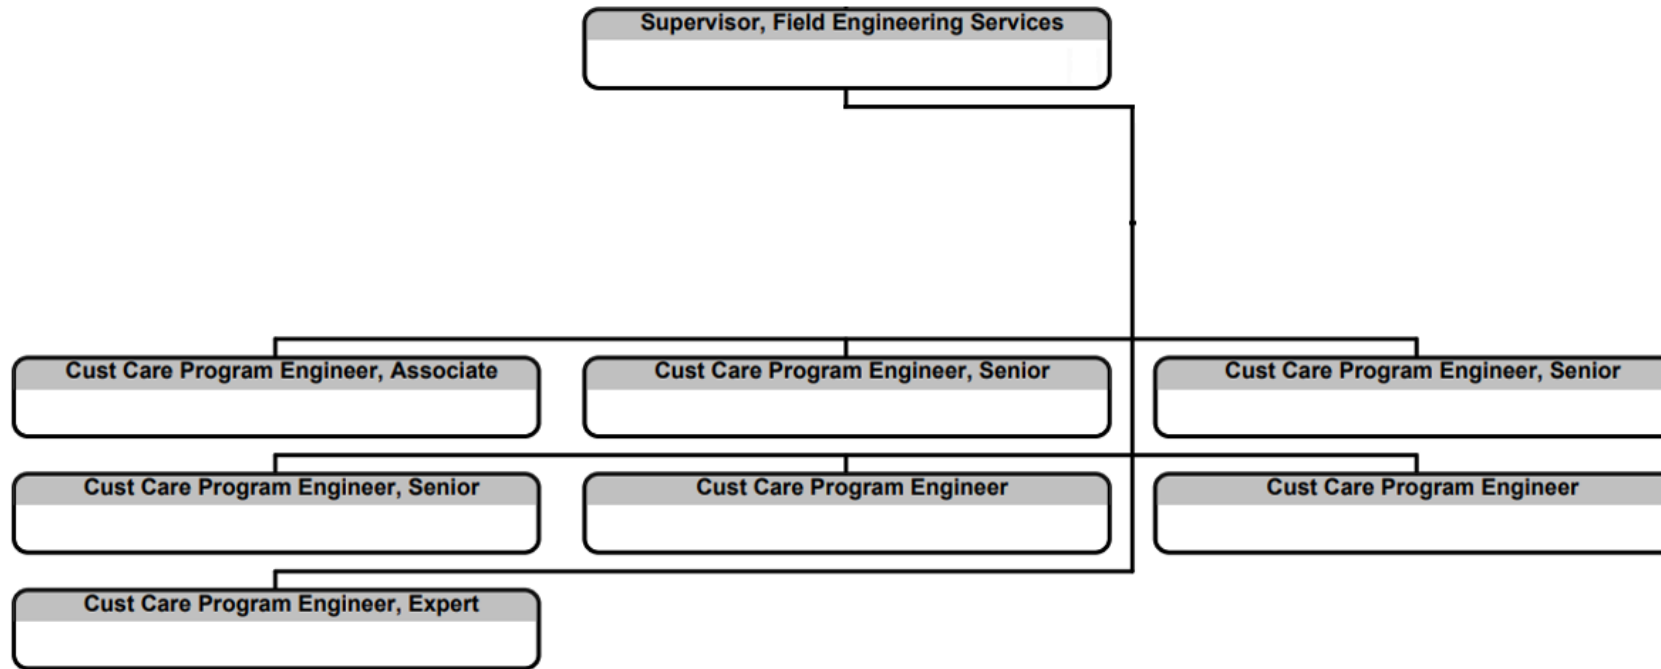 Supervisor, Field Engineering Services
Cust Care Program Engineer, Associate
Cust Care Program Engineer, Senior
Cust Care Program Engineer, Senior
Cust Care Program Engineer, Senior
Cust Care Program Engineer
Cust Care Program Engineer
Cust Care Program Engineer, Expert